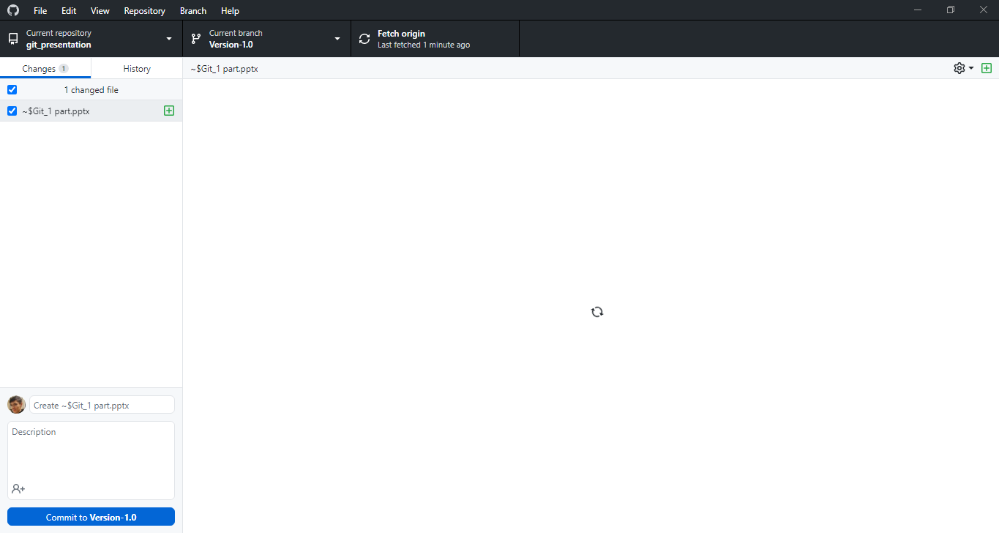 File Edit View Repository Branch Help
Current repository
git_presentation
Current branch
Version-1.0
Fetch origin
Last fetched 1 minute ago
Changes 1
History
~$Git_1 part.pptx
1 changed file
~$Git_1 part.pptx
Create ~$Git_1 part.pptx
Description
Commit to Version-1.0